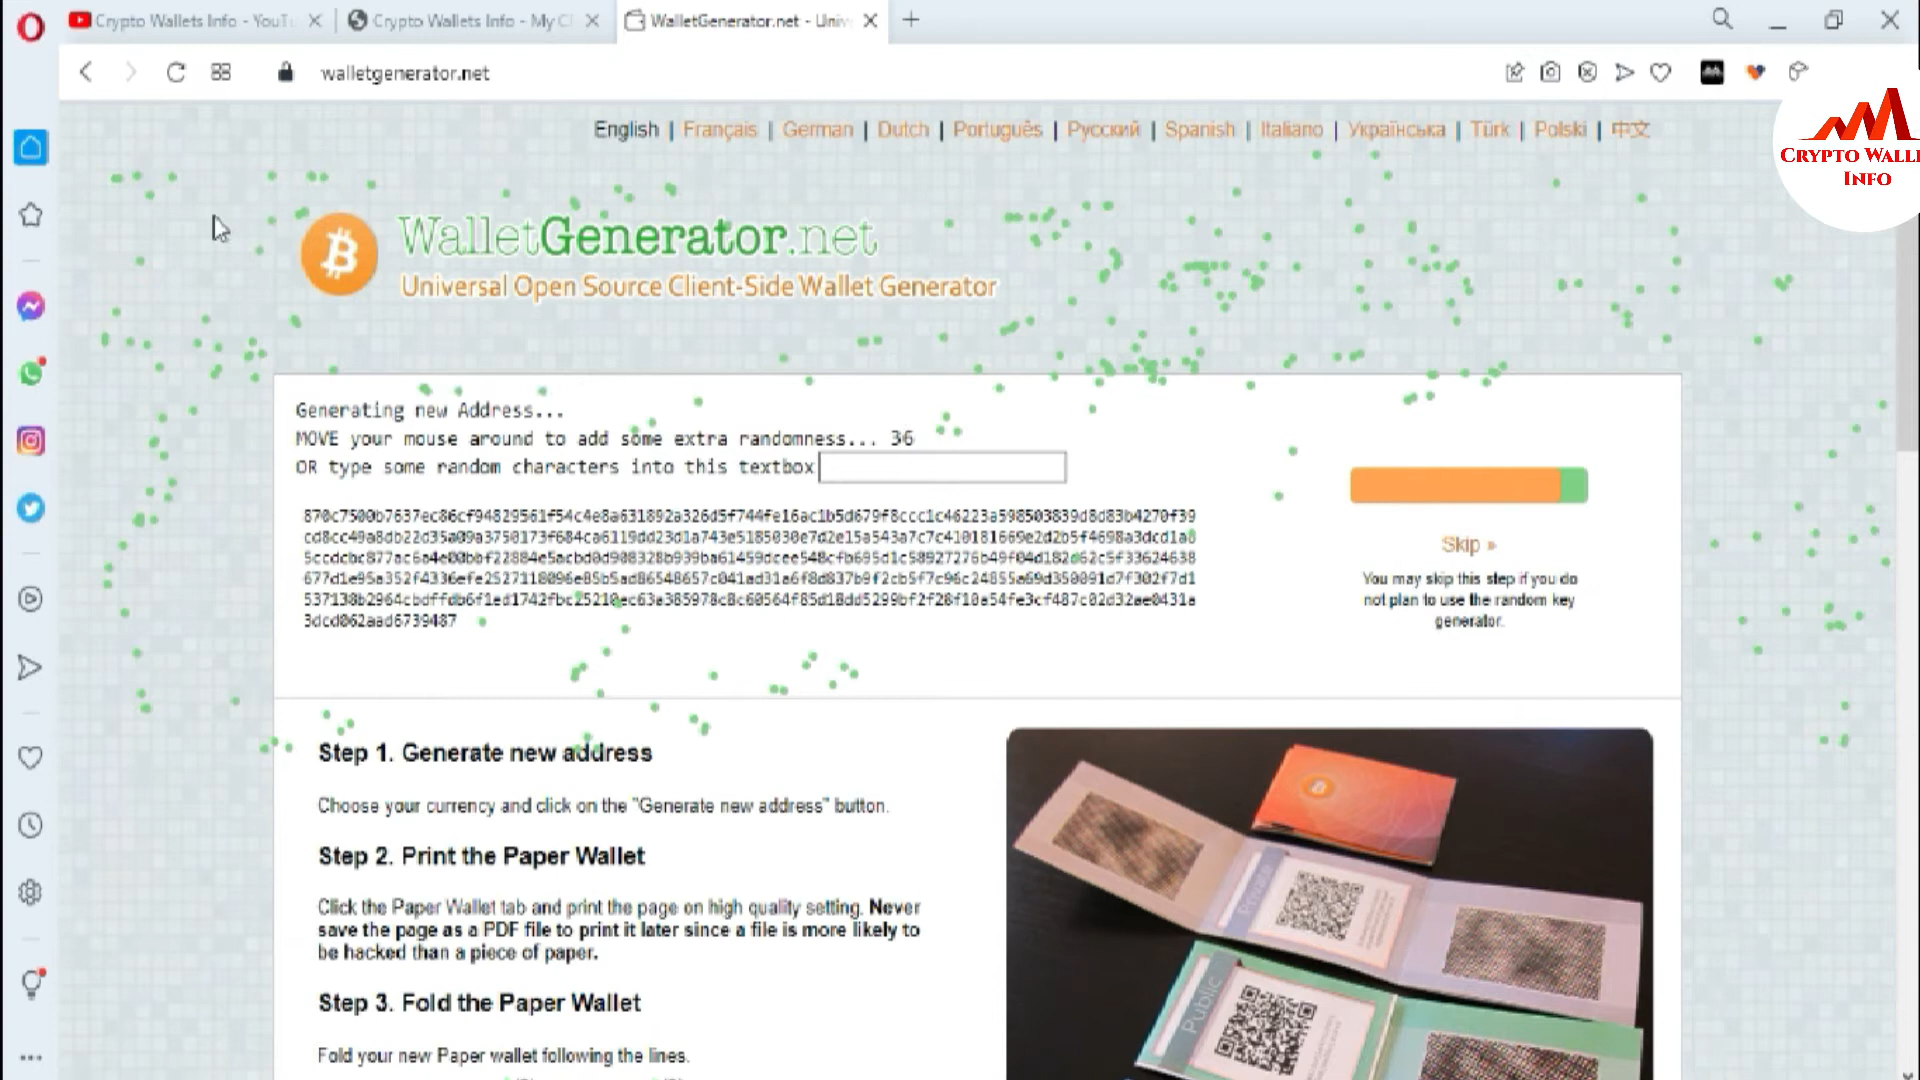 Crypto Wallets Info - YouTu
Crypto Wallets Info - My C
WalletGenerator.net - Univ
walletgenerator.net
English | Français | German | Dutch | Português | Русский | Spanish | Italiano | Українська | Türk | Polski | 中文
CRYPTO WALLE
INFO
WalletGenerator.net
Universal Open Source Client-Side Wallet Generator
Generating new Address...
MOVE your mouse around to add some extra randomness... 36
OR type some random characters into this textbox
Skip »
You may skip this step if you do
not plan to use the random key
generator.
3dcd062aad6739487
Step 1. Generate new address
Choose your currency and click on the "Generate new address" button.
Step 2. Print the Paper Wallet
Click the Paper Wallet tab and print the page on high quality setting. Never
save the page as a PDF file to print it later since a file is more likely to
be hacked than a piece of paper.
Step 3. Fold the Paper Wallet
Fold your new Paper wallet following the lines.
Private
Public